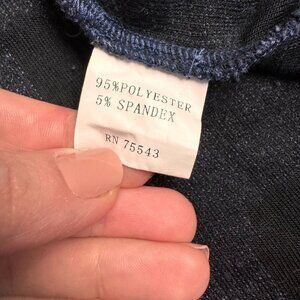 95%POLYESTER
5% SPANDEX
RN 75543